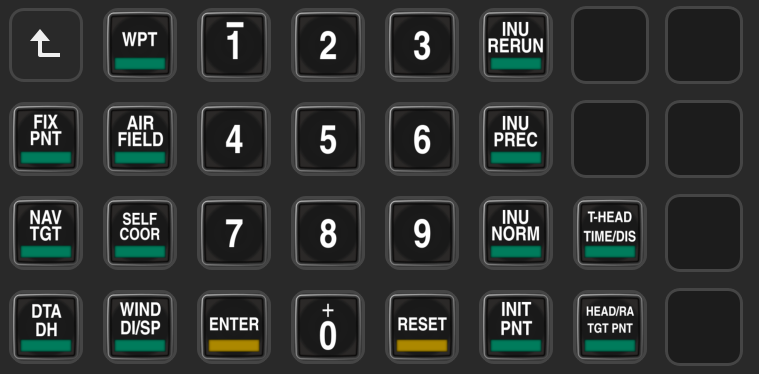 WPT
1
2
3
INU
RERUN
FIX
PNT
AIR
FIELD
4
5
6
INU
PREC
NAV
TGT
SELF
COOR
7
8
9
INU
NORM
T-HEAD
TIME/DIS
DTA
DH
WIND
DI/SP
ENTER
+
0
RESET
INIT
PNT
HEAD/RA
TGT PNT